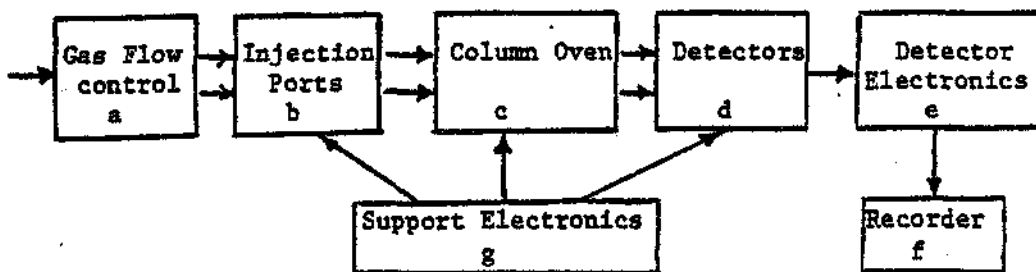 Gas Flow
control
a
Injection
Ports
b
Column Oven
c
Detectors
d
Detector
Electronics
e
Support Electronics
g
Recorder
f